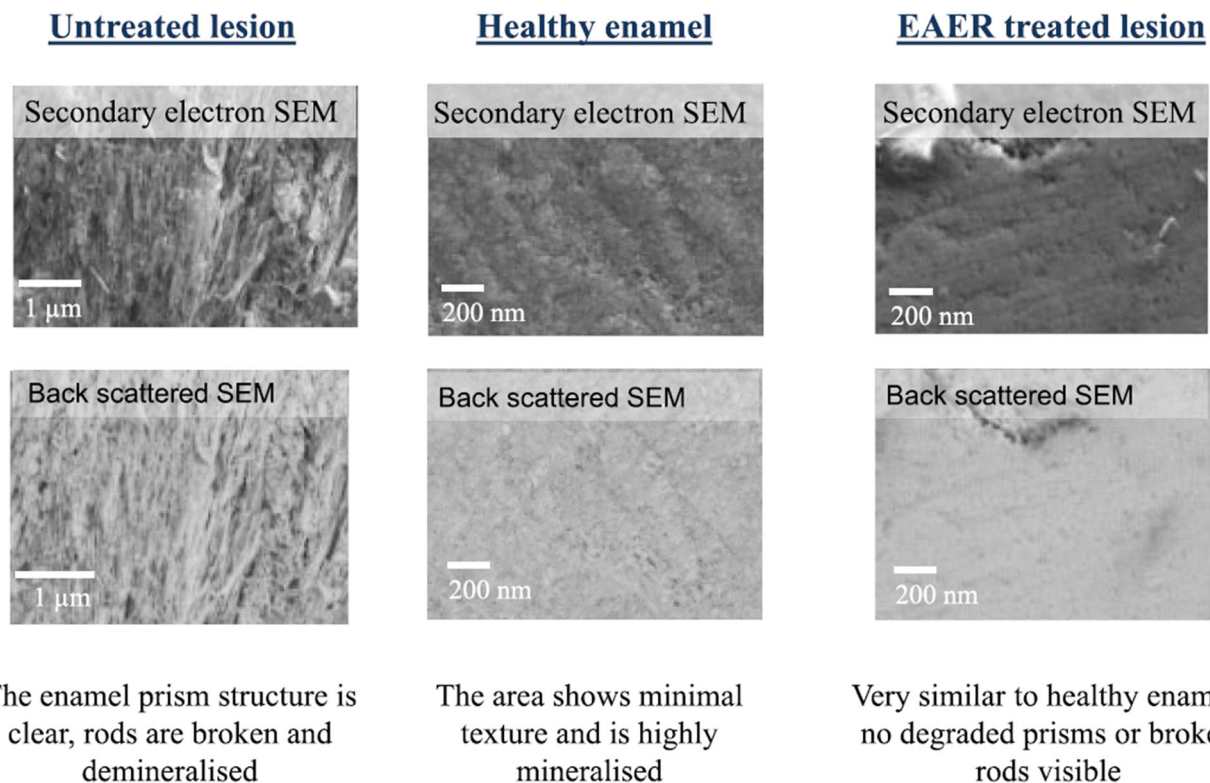 Untreated lesion
Healthy enamel
EAER treated lesion
Secondary electron SEM
1 µm
Secondary electron SEM
200 nm
Secondary electron SEM
200 nm
Back scattered SEM
1 µm
Back scattered SEM
200 nm
Back scattered SEM
200 nm
enamel prism structure is
clear, rods are broken and
demineralised
The area shows minimal
texture and is highly
mineralised
Very similar to healthy
no degraded prisms or
rods visible